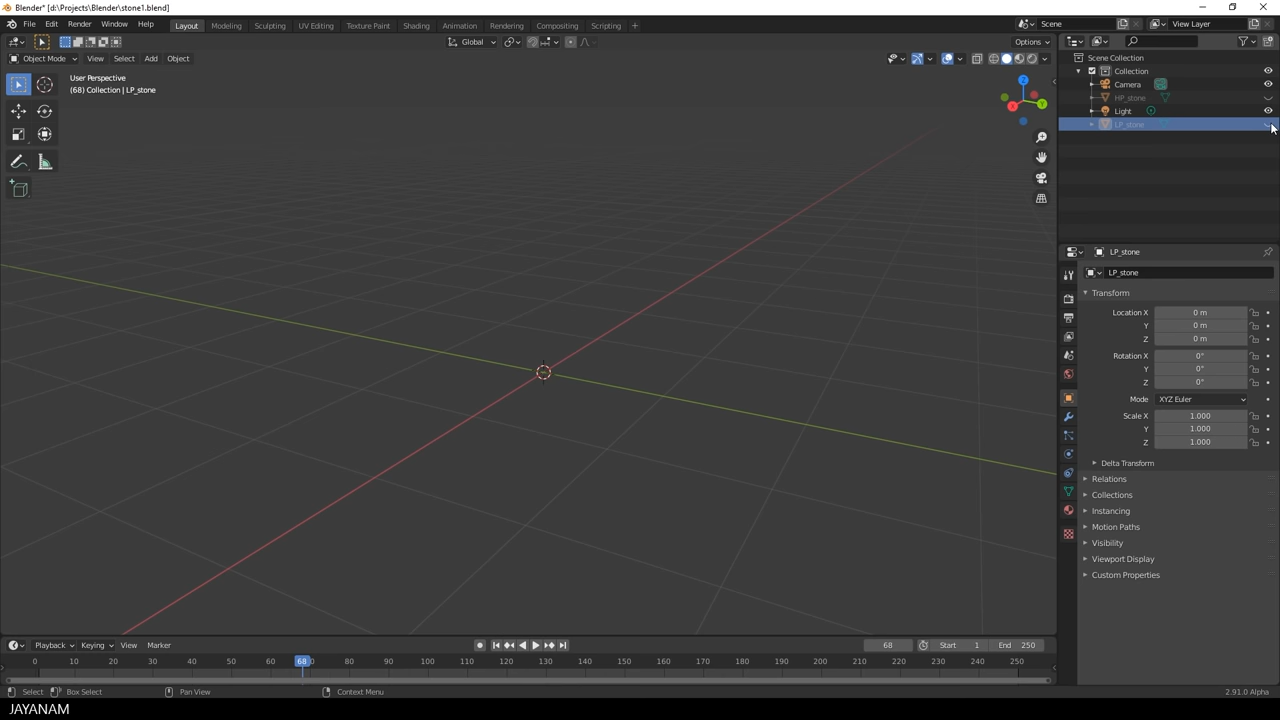 Blender* [d:\Projects\Blender\stone1.blend]
File Edit Render Window Help Layout Modeling Sculpting UV Editing Texture Paint Shading Animation Rendering Compositing Scripting + Scene View Layer
Global Options
Object Mode View Select Add Object
User Perspective
(68) Collection | LP_stone
Z
Y
X
Scene Collection
Collection
Camera
HP_stone
Light
LP_stone
LP_stone
LP_stone
Transform
Location X 0 m
Y 0 m
Z 0 m
Rotation X 0°
Y 0°
Z 0°
Mode XYZ Euler
Scale X 1.000
Y 1.000
Z 1.000
Delta Transform
Relations
Collections
Instancing
Motion Paths
Visibility
Viewport Display
Custom Properties
Playback Keying View Marker 68 Start 1 End 250
0 10 20 30 40 50 60 68 70 80 90 100 110 120 130 140 150 160 170 180 190 200 210 220 230 240 250
Select Box Select Pan View Context Menu 2.91.0 Alpha
JAYANAM